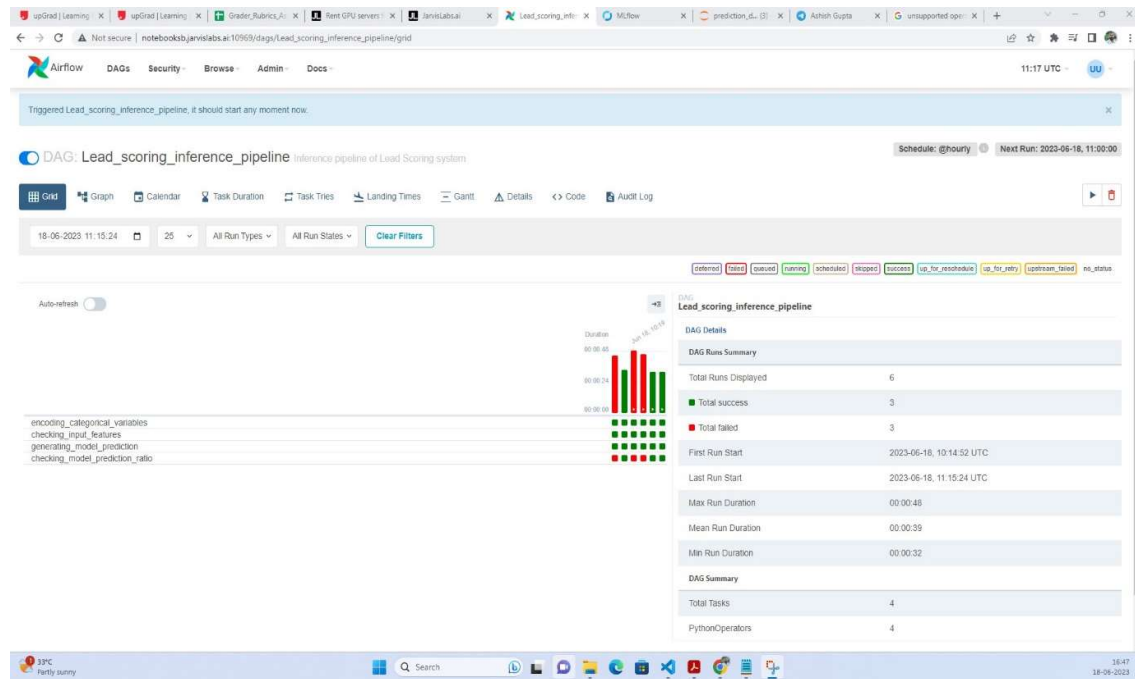 upGrad | Learning
upGrad | Learning
Grader_Rubrics_A
Rent GPU servers
JarvisLabs.ai
Lead_scoring_infe
MLflow
prediction_d... (3)
Ashish Gupta
unsupported oper
Not secure | notebooksb.jarvislabs.ai:10969/dags/Lead_scoring_inference_pipeline/grid
Airflow DAGs Security Browse Admin Docs 11:17 UTC UU
Triggered Lead_scoring_inference_pipeline, it should start any moment now.
DAG: Lead_scoring_inference_pipeline Inference pipeline of Lead Scoring system
Schedule: @hourly Next Run: 2023-06-18, 11:00:00
Grid Graph Calendar Task Duration Task Tries Landing Times Gantt Details Code Audit Log
18-06-2023 11:15:24 25 All Run Types All Run States Clear Filters
deferred failed queued running scheduled skipped success up_for_reschedule up_for_retry upstream_failed no_status
Auto-refresh
Duration
Jun 18, 10:19
00:00:48
00:00:24
00:00:00
encoding_categorical_variables
checking_input_features
generating_model_prediction
checking_model_prediction_ratio
DAG
Lead_scoring_inference_pipeline
DAG Details
DAG Runs Summary
Total Runs Displayed 6
Total success 3
Total failed 3
First Run Start 2023-06-18, 10:14:52 UTC
Last Run Start 2023-06-18, 11:15:24 UTC
Max Run Duration 00:00:48
Mean Run Duration 00:00:39
Min Run Duration 00:00:32
DAG Summary
Total Tasks 4
PythonOperators 4
33°C
Partly sunny
Search
16:47
18-06-2023